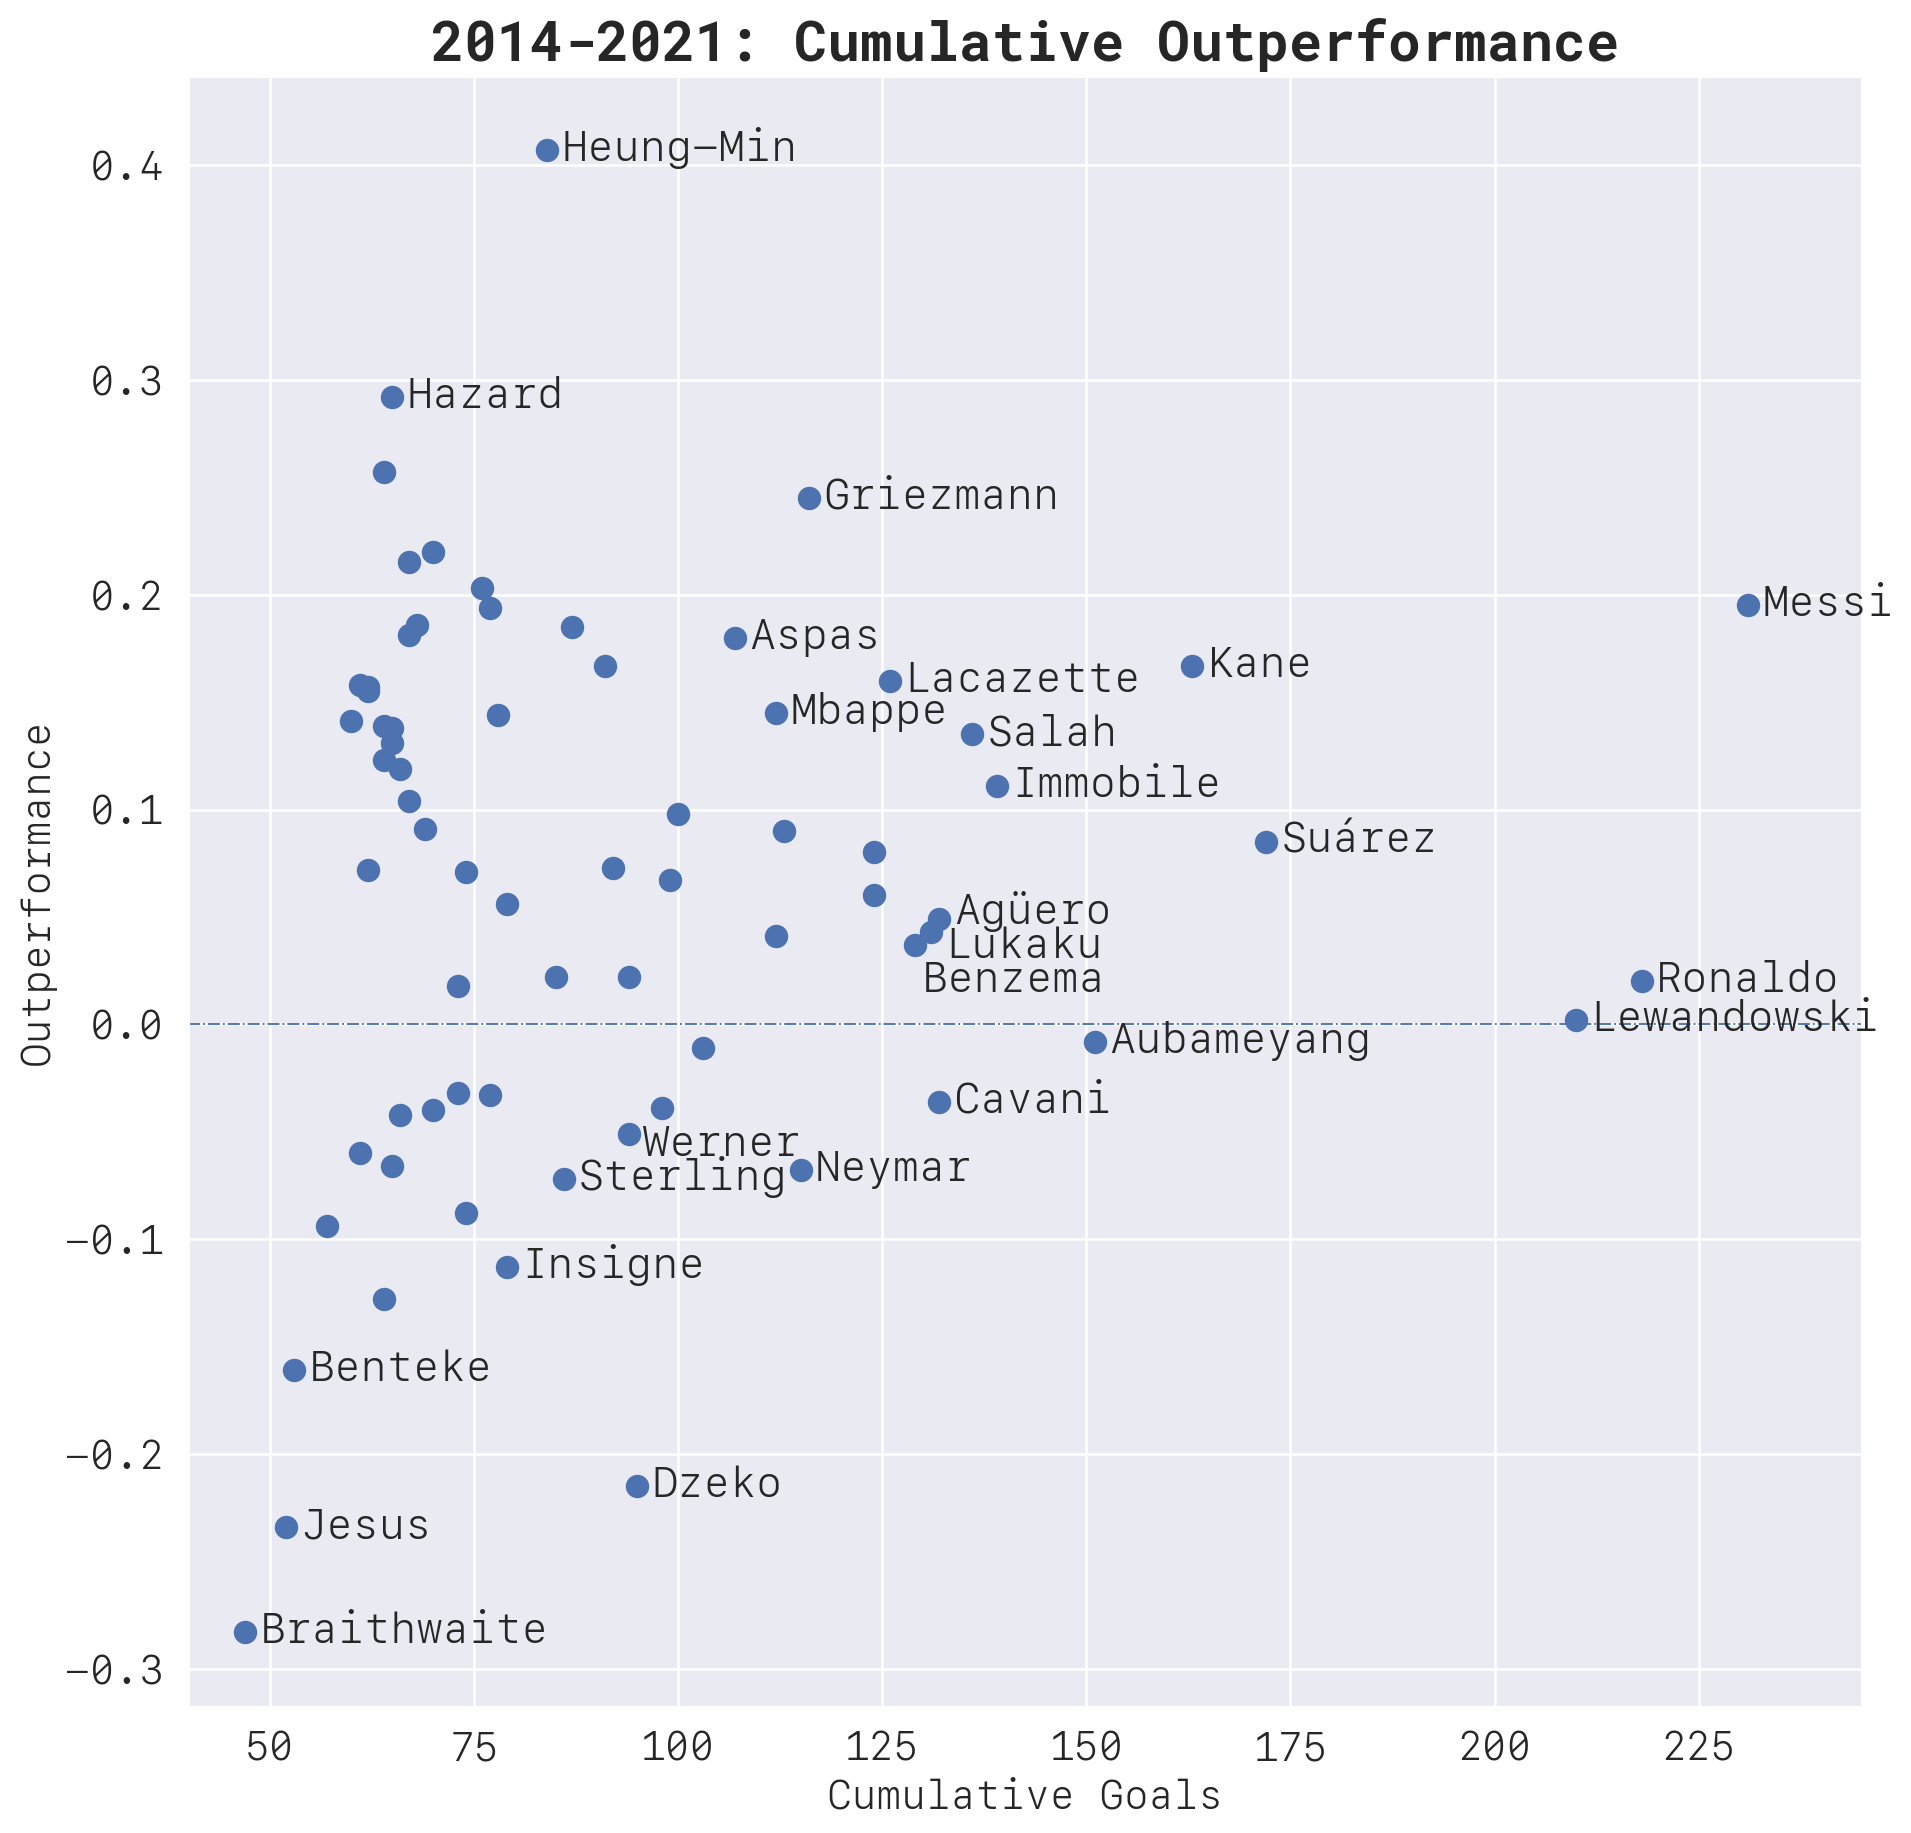 2014-2021: Cumulative Outperformance
Heung-Min
0.4
0.3
Hazard
Griezmann
0.2
Messi
Aspas
Kane
Lacazette
Mbappe
Salah
Immobile
0.1
Suárez
Agüero
Lukaku
Benzema
Ronaldo
Lewandowski
0.0
Aubameyang
Cavani
Werner
Neymar
Sterling
-0.1
Insigne
Benteke
-0.2
Dzeko
Jesus
Braithwaite
-0.3
Outperformance
50 75 100 125 150 175 200 225
Cumulative Goals